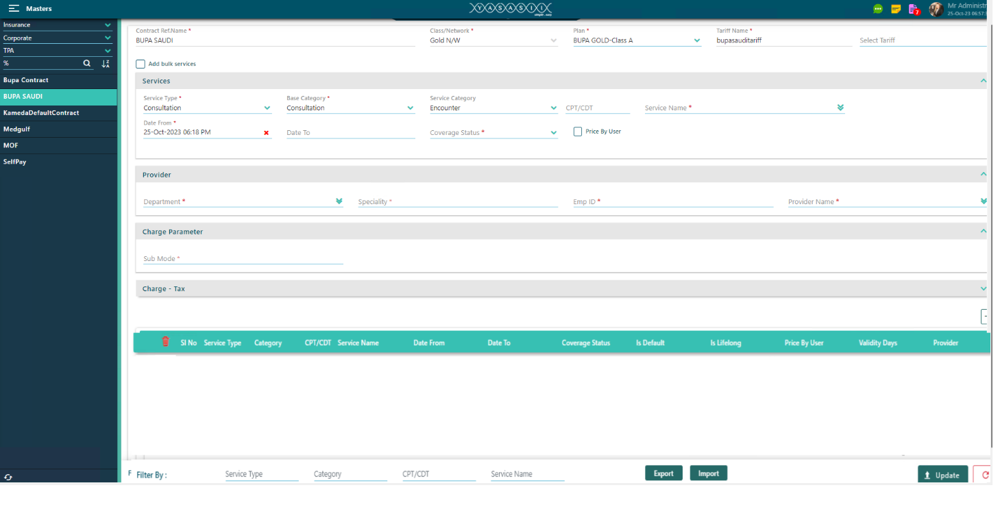 Masters
YASASII
simple . easy
7
Mr Administr
25-Oct-23 06:57:
Insurance
Corporate
TPA
%
Bupa Contract
BUPA SAUDI
KamedaDefaultContract
Medgulf
MOF
SelfPay
Contract Ref.Name * Class/Network * Plan * Tariff Name *
BUPA SAUDI Gold N/W BUPA GOLD-Class A bupasauditariff Select Tariff
Add bulk services
Services
Service Type * Base Category * Service Category
Consultation Consultation Encounter CPT/CDT Service Name *
Date From *
25-Oct-2023 06:18 PM Date To Coverage Status * Price By User
Provider
Department * Speciality * Emp ID * Provider Name *
Charge Parameter
Sub Mode *
Charge - Tax
Sl No Service Type Category CPT/CDT Service Name Date From Date To Coverage Status Is Default Is Lifelong Price By User Validity Days Provider
F Filter By : Service Type Category CPT/CDT Service Name Export Import Update